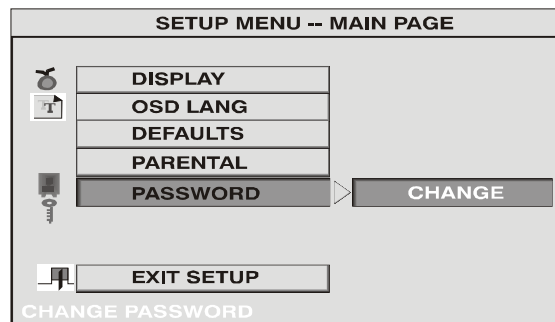 SETUP MENU -- MAIN PAGE
DISPLAY
T
OSD LANG
DEFAULTS
PARENTAL
PASSWORD CHANGE
EXIT SETUP
CHANGE PASSWORD